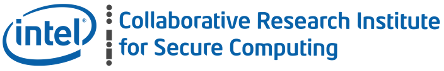 intel
Collaborative Research Institute
for Secure Computing